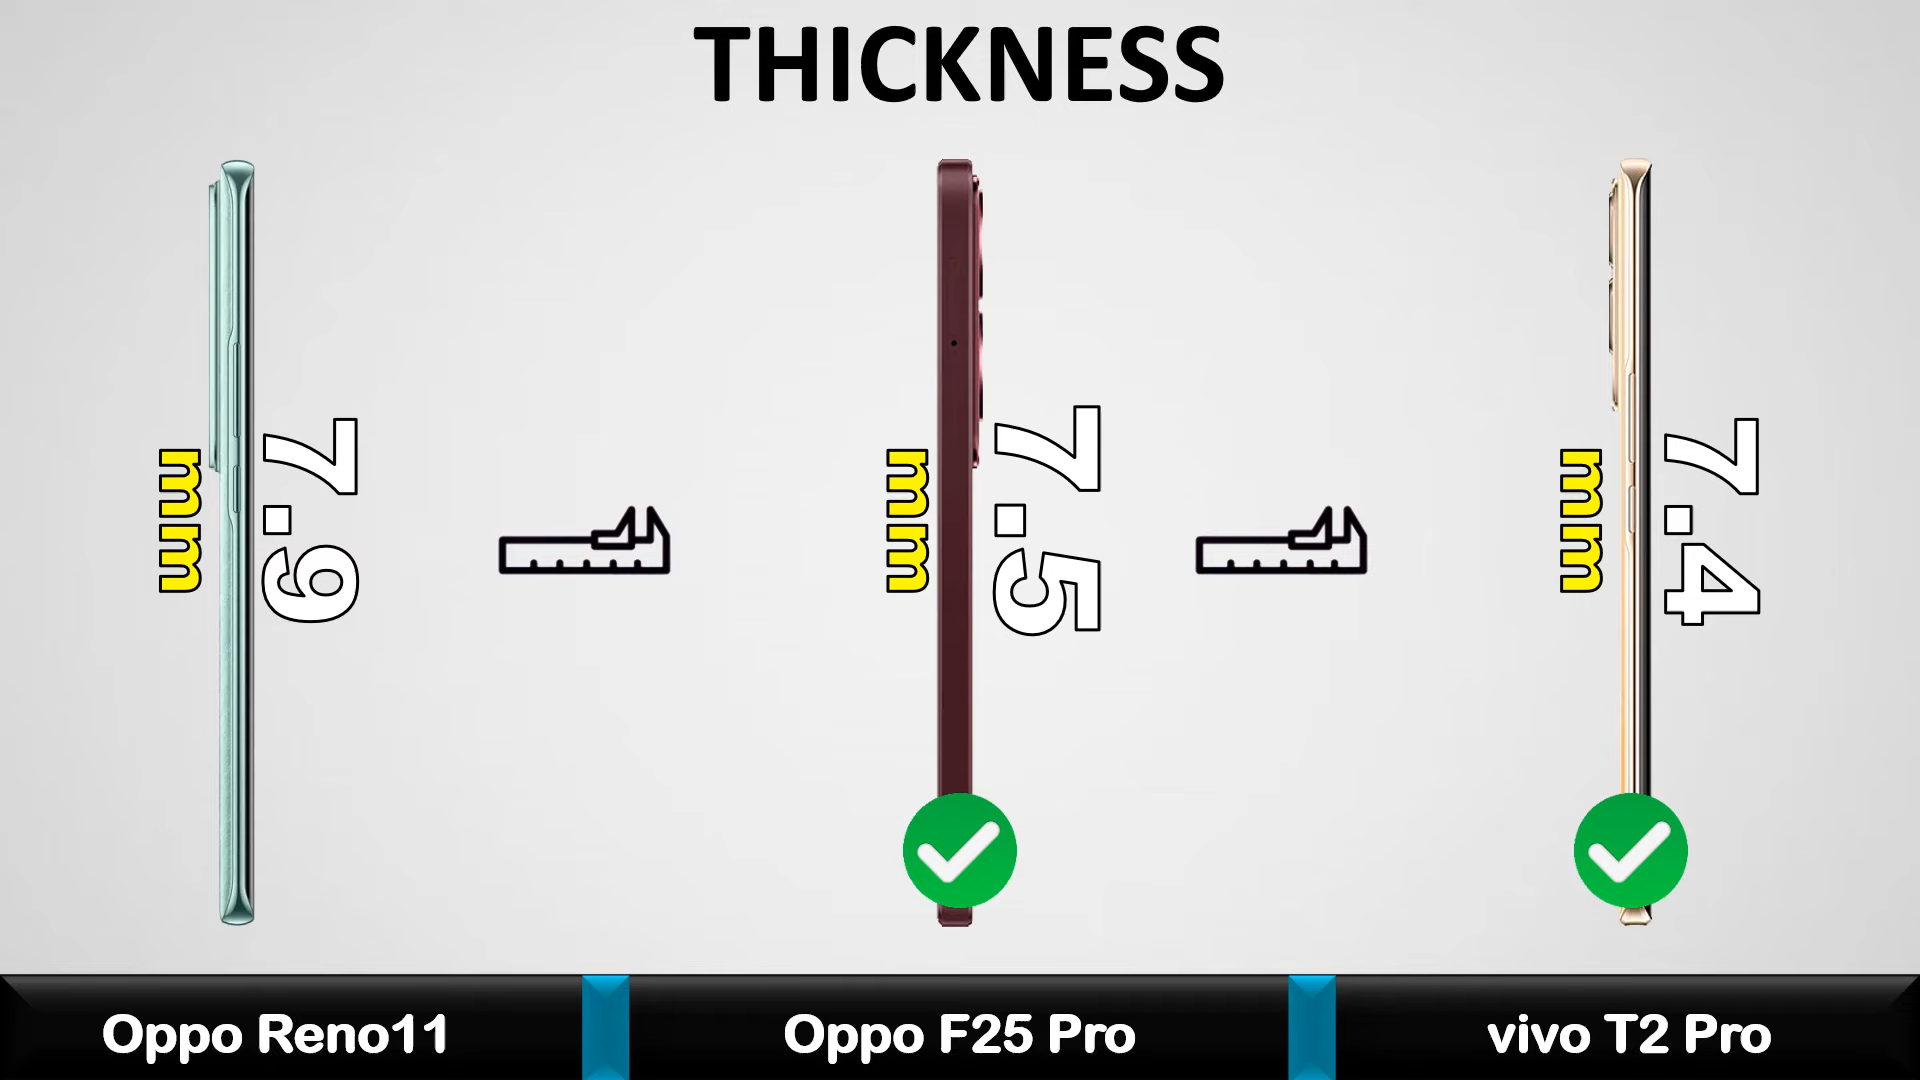 THICKNESS
7.9
mm
7.5
mm
7.4
mm
Oppo Reno11
Oppo F25 Pro
vivo T2 Pro